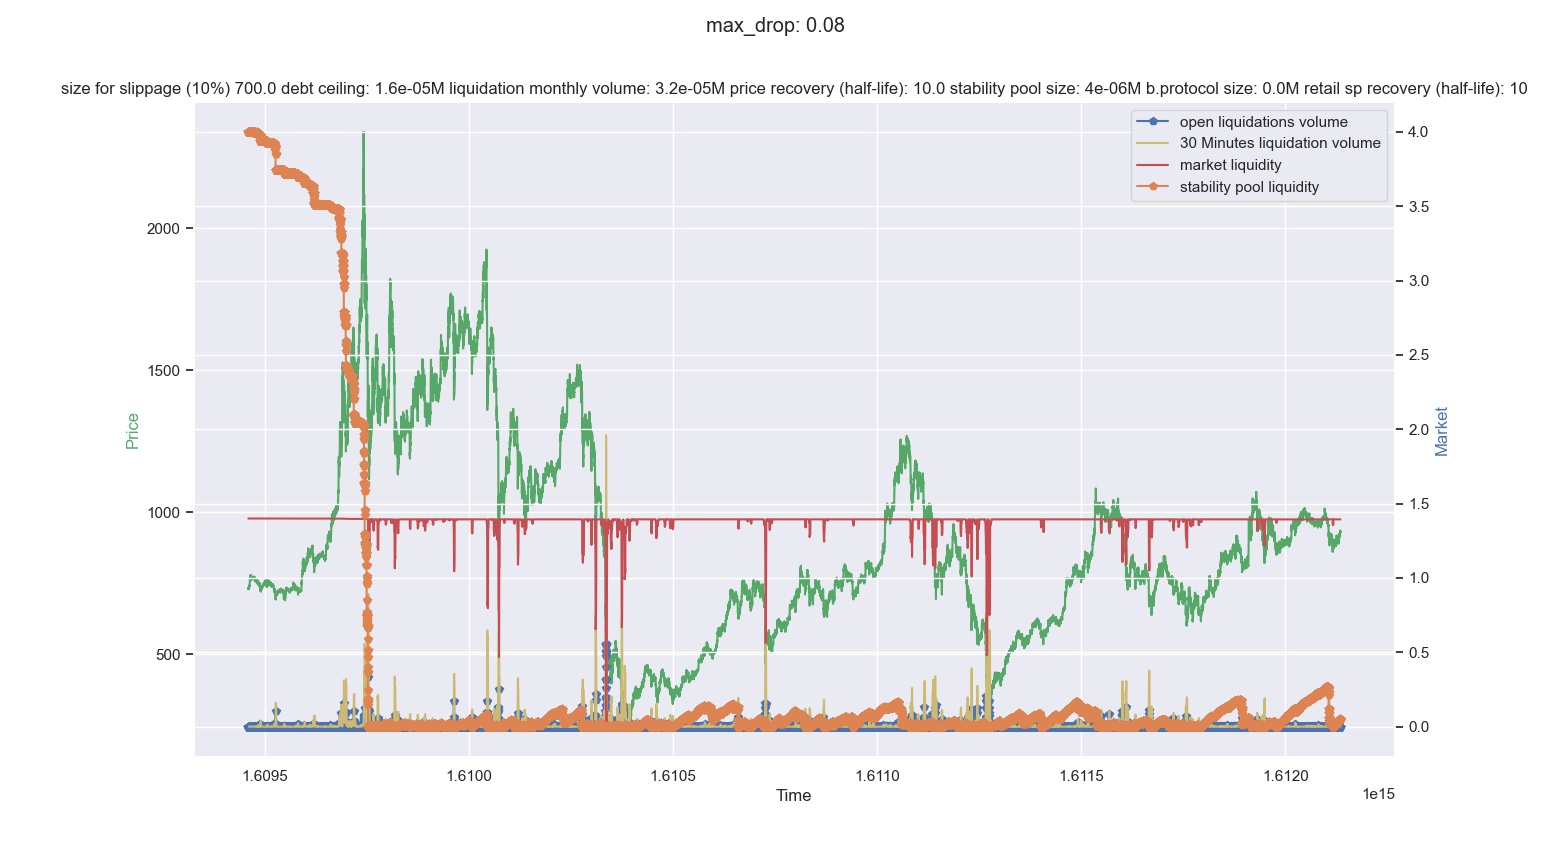 max_drop: 0.08
size for slippage (10%) 700.0 debt ceiling: 1.6e-05M liquidation monthly volume: 3.2e-05M price recovery (half-life): 10.0 stability pool size: 4e-06M b.protocol size: 0.0M retail sp recovery (half-life): 10
open liquidations volume
30 Minutes liquidation volume
market liquidity
stability pool liquidity
Price
2000
1500
1000
500
4.0
3.5
3.0
2.5
2.0
1.5
1.0
0.5
0.0
Market
1.6095 1.6100 1.6105 1.6110 1.6115 1.6120
Time
1e15